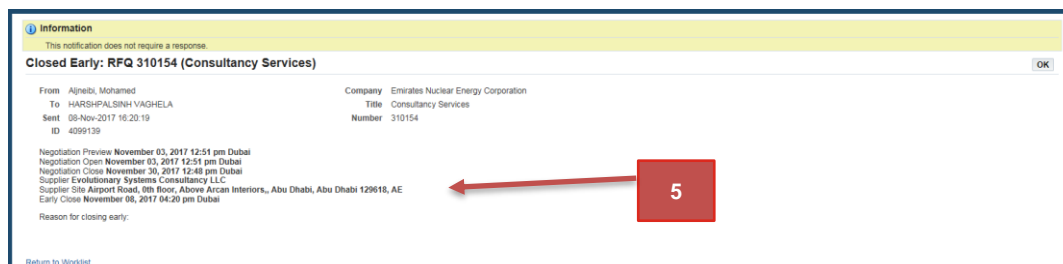 Information
This notification does not require a response.
Closed Early: RFQ 310154 (Consultancy Services)
OK
From Aljneibi, Mohamed Company Emirates Nuclear Energy Corporation
To HARSHPALSINH VAGHELA Title Consultancy Services
Sent 08-Nov-2017 16:20:19 Number 310154
ID 4099139
Negotiation Preview November 03, 2017 12:51 pm Dubai
Negotiation Open November 03, 2017 12:51 pm Dubai
Negotiation Close November 30, 2017 12:48 pm Dubai
Supplier Evolutionary Systems Consultancy LLC
Supplier Site Airport Road, 0th floor, Above Arcan Interiors,, Abu Dhabi, Abu Dhabi 129618, AE
Early Close November 08, 2017 04:20 pm Dubai
5
Reason for closing early:
Return to Worklist